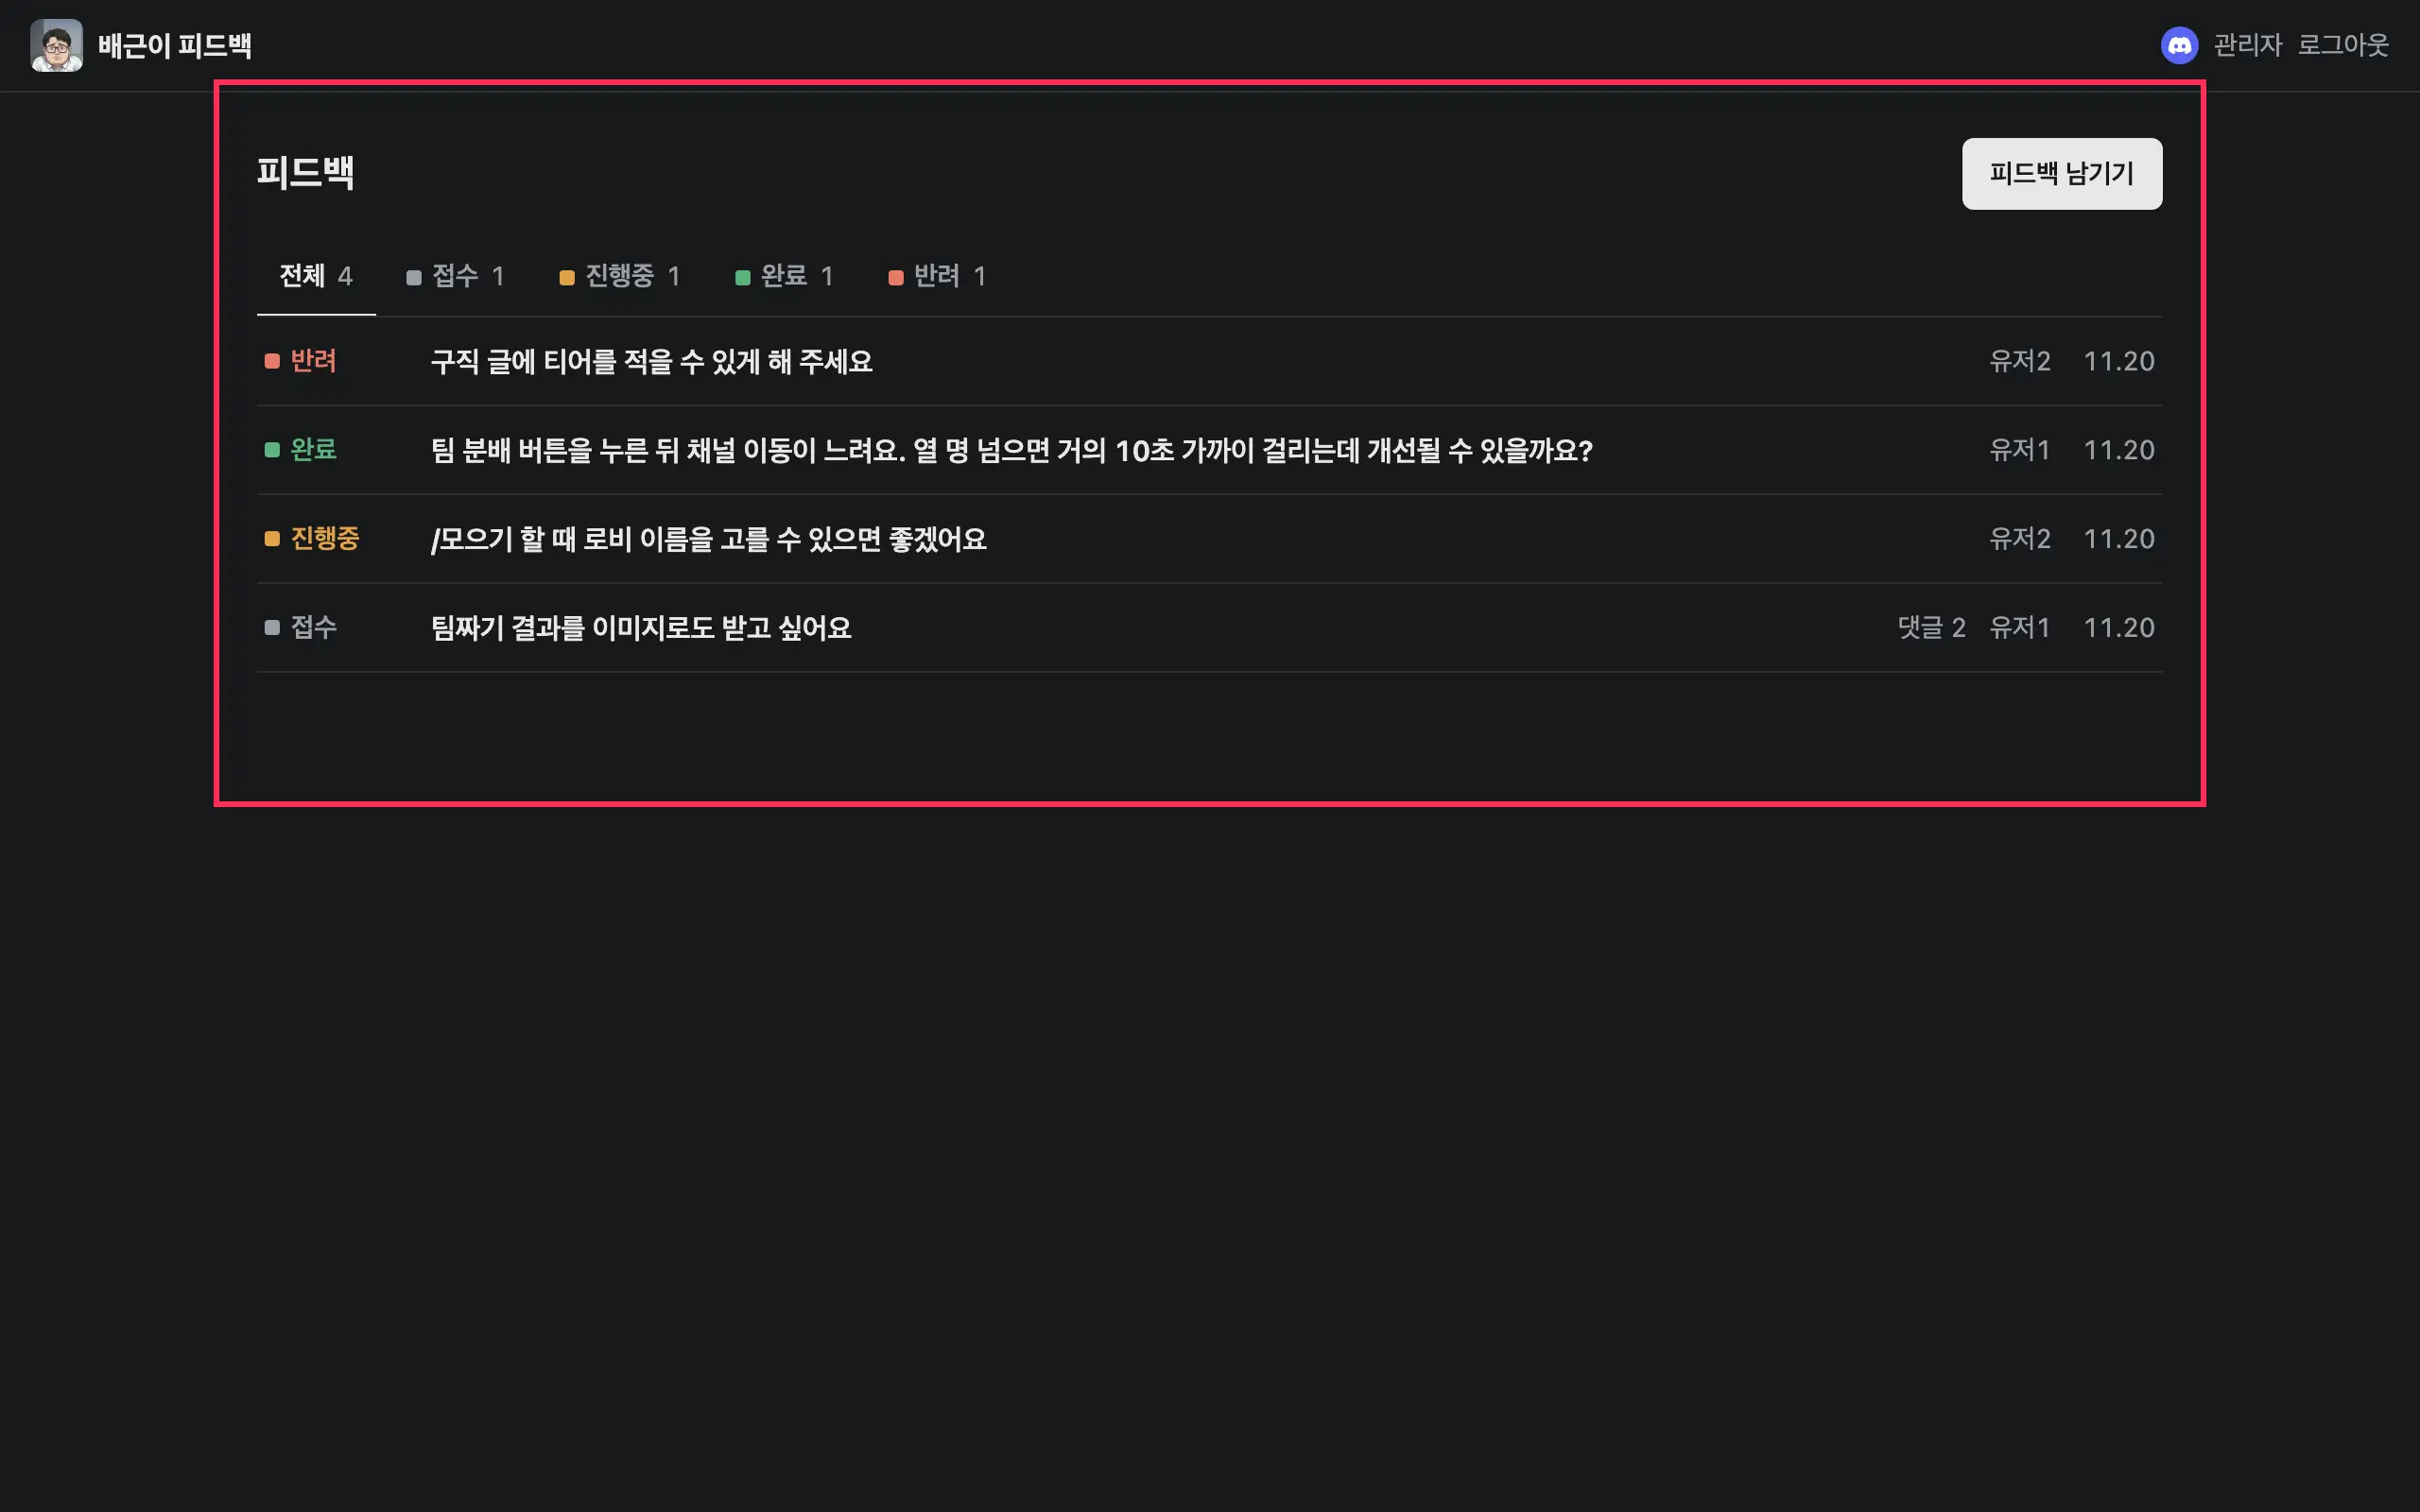 배근이 피드백
관리자 로그아웃
피드백
피드백 남기기
전체 4 접수 1 진행중 1 완료 1 반려 1
반려 구직 글에 티어를 적을 수 있게 해 주세요 유저2 11.20
완료 팀 분배 버튼을 누른 뒤 채널 이동이 느려요. 열 명 넘으면 거의 10초 가까이 걸리는데 개선될 수 있을까요? 유저1 11.20
진행중 /모으기 할 때 로비 이름을 고를 수 있으면 좋겠어요 유저2 11.20
접수 팀짜기 결과를 이미지로도 받고 싶어요 댓글 2 유저1 11.20